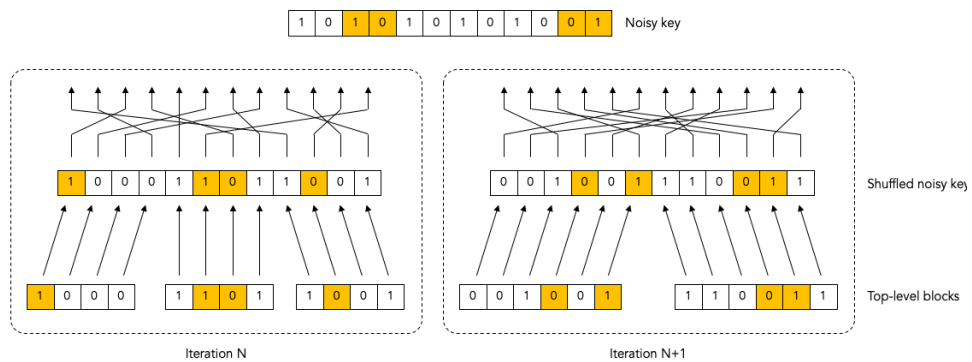 1 0 1 0 1 0 1 0 1 0 0 1 Noisy key
1 0 0 0 1 1 0 1 1 0 0 1 0 0 1 0 0 1 1 1 0 0 1 1 Shuffled noisy key
1 0 0 0 1 1 0 1 1 0 0 1 0 0 1 0 0 1 1 1 0 0 1 1 Top-level blocks
Iteration N Iteration N+1